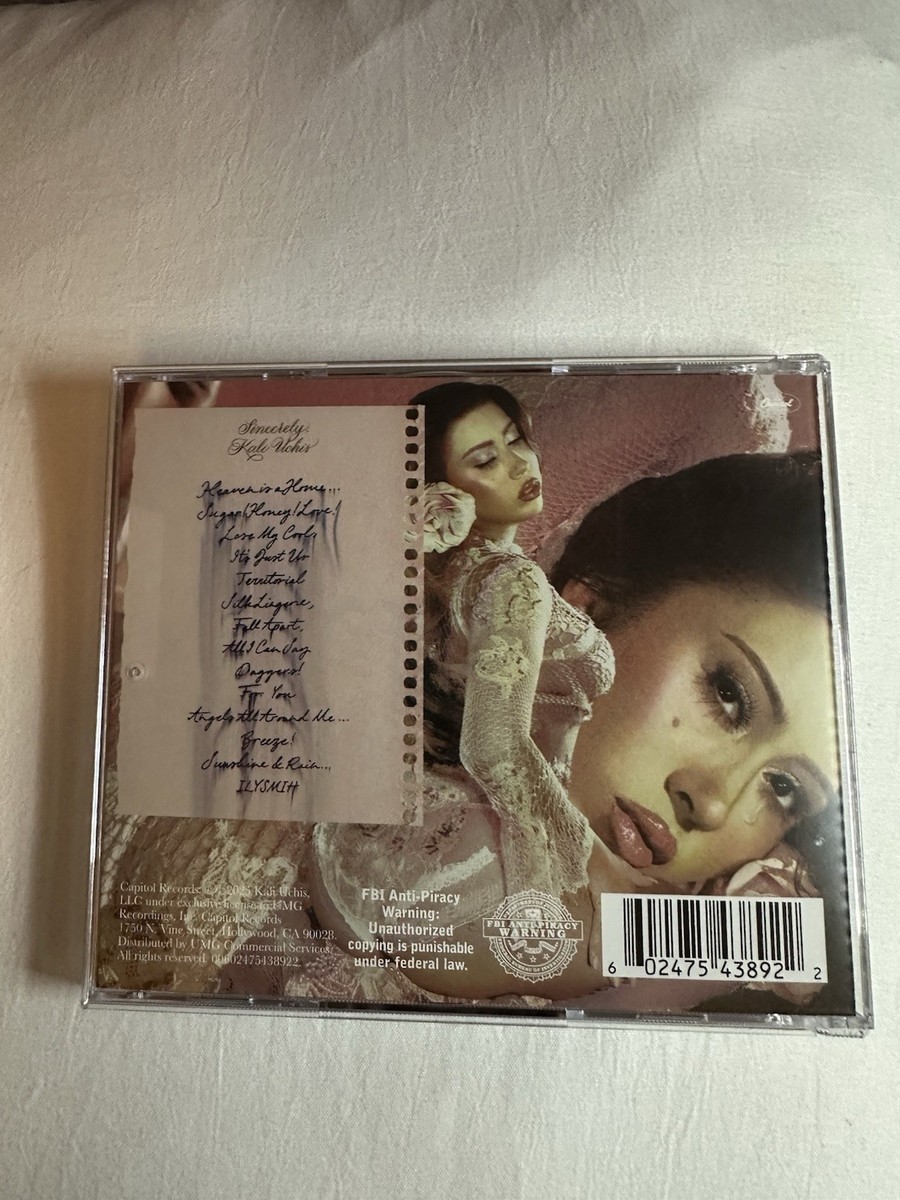 Sincerely,
Kali Uchis
Heaven is a Home...
Sugar! Honey! Love!
Lose My Cool,
It's Just Us
Territorial
Silk Lingerie,
Fall Apart,
All I Can Say
Daggers!
For You
Angels All Around Me...
Breeze!
Sunshine & Rain...
ILYSMIH
Capitol Records; ℗© 2025 Kali Uchis,
LLC under exclusive license to UMG
Recordings, Inc. Capitol Records
1750 N. Vine Street, Hollywood, CA 90028.
Distributed by UMG Commercial Services.
All rights reserved. 00602475438922.
FBI Anti-Piracy
Warning:
Unauthorized
copying is punishable
under federal law.
FBI ANTI-PIRACY
WARNING
6 02475 43892 2